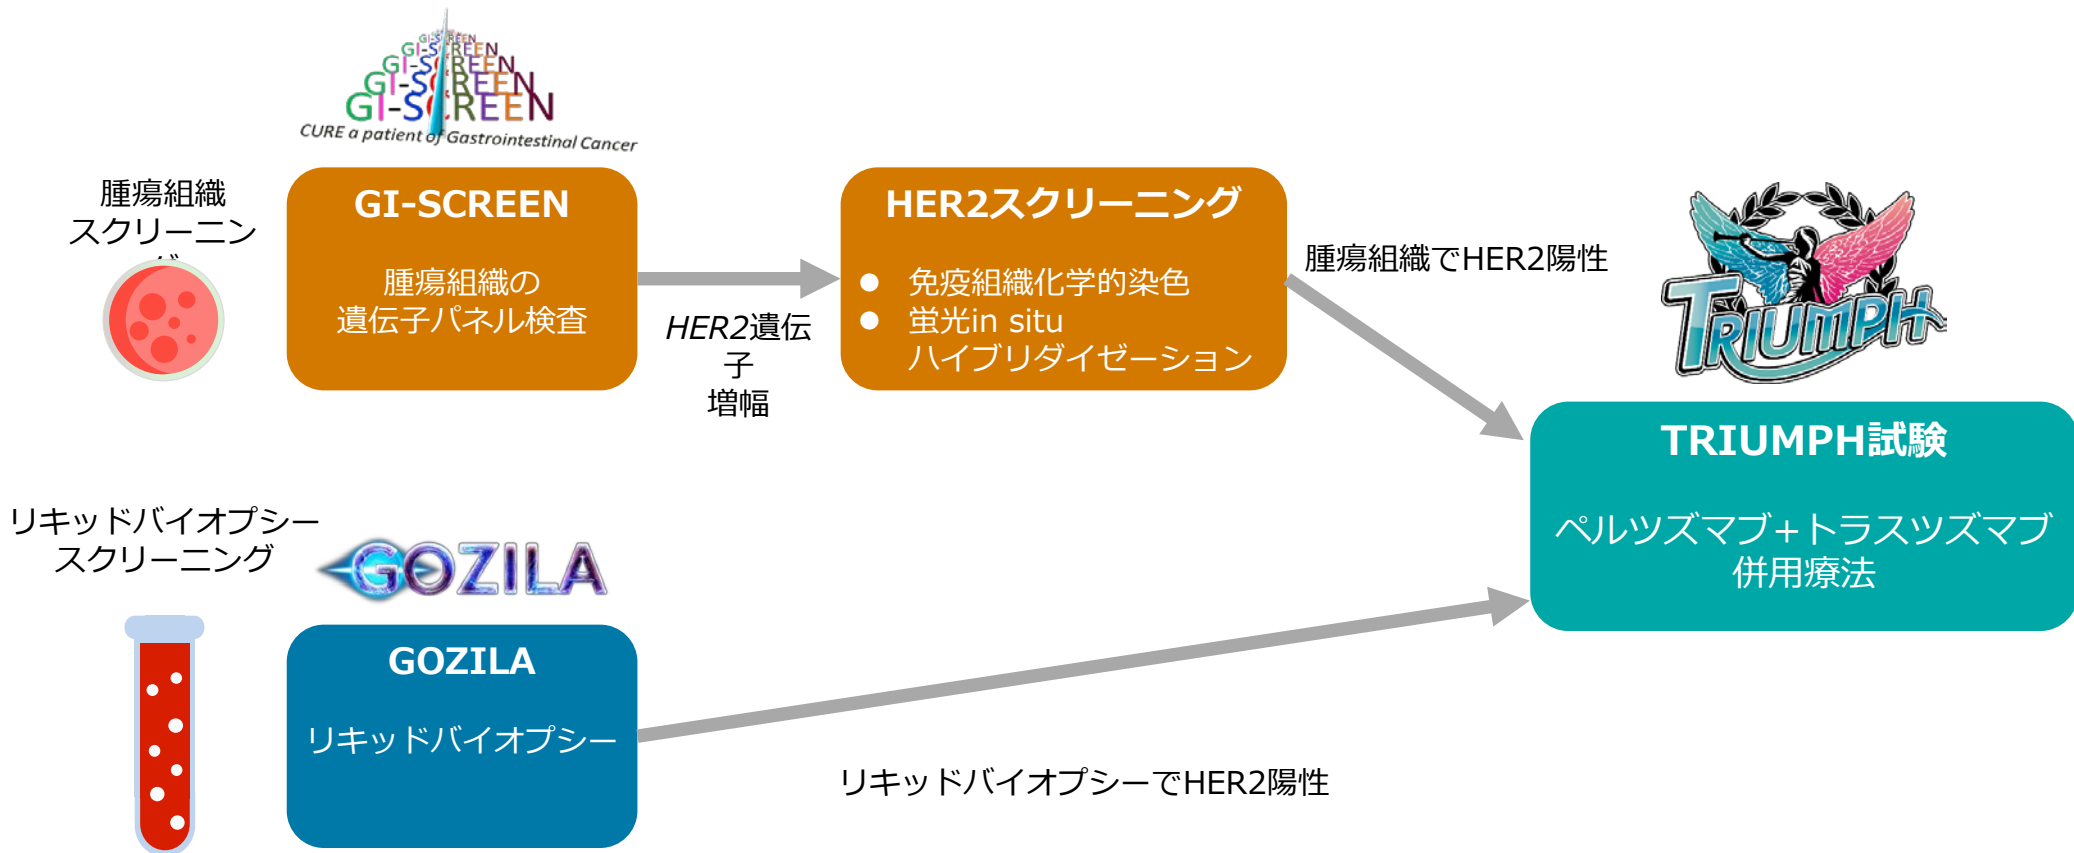 GI-SCREEN
GI-SCREEN
GI-SCREEN
GI-SCREEN
GI-SCREEN
CURE a patient of Gastrointestinal Cancer
腫瘍組織
スクリーニン
グ
GI-SCREEN
腫瘍組織の
遺伝子パネル検査
HER2遺伝
子
増幅
HER2スクリーニング
● 免疫組織化学的染色
● 蛍光in situ
ハイブリダイゼーション
腫瘍組織でHER2陽性
TRIUMPH
TRIUMPH試験
ペルツズマブ+トラスツズマブ
併用療法
リキッドバイオプシー
スクリーニング
GOZILA
GOZILA
リキッドバイオプシー
リキッドバイオプシーでHER2陽性